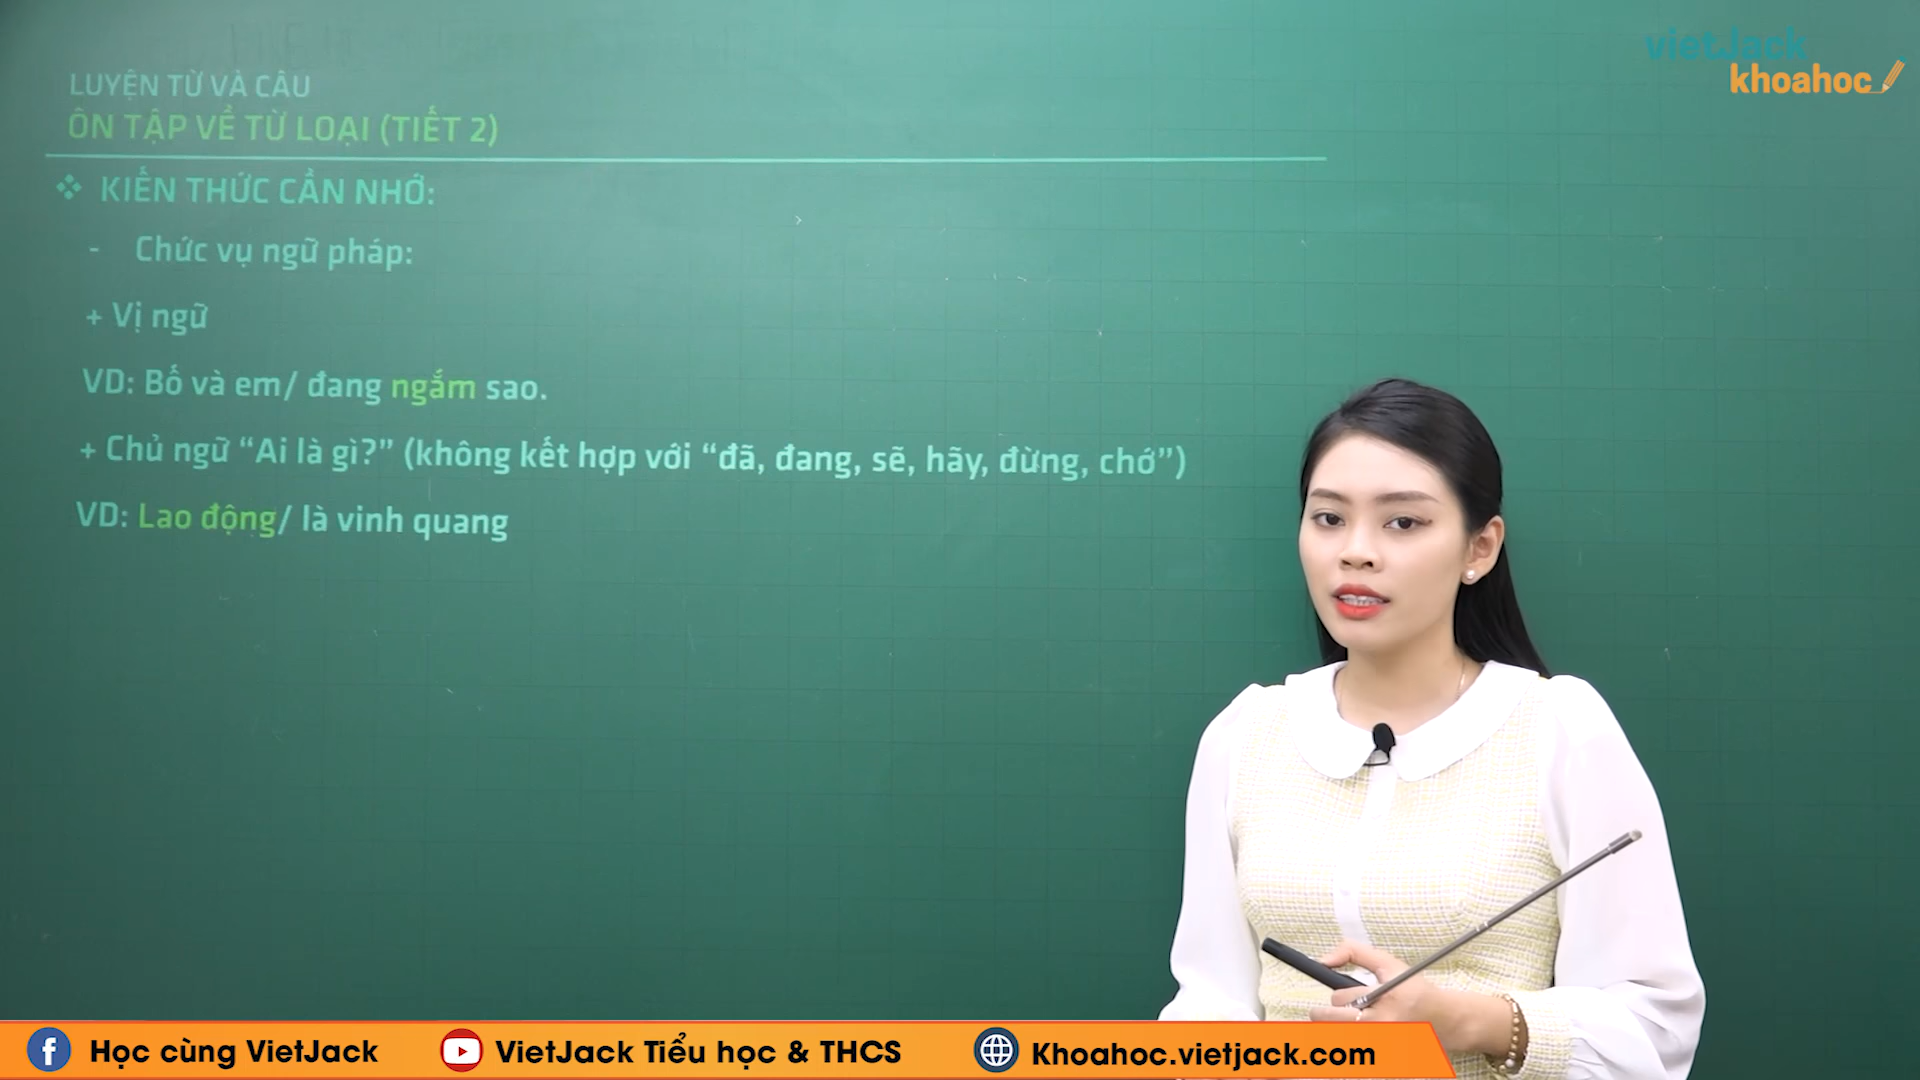 vietJack
khoahoc
LUYỆN TỪ VÀ CÂU
ÔN TẬP VỀ TỪ LOẠI (TIẾT 2)
❖ KIẾN THỨC CẦN NHỚ:
- Chức vụ ngữ pháp:
+ Vị ngữ
VD: Bố và em/ đang ngắm sao.
+ Chủ ngữ “Ai là gì?” (không kết hợp với “đã, đang, sẽ, hãy, đừng, chớ”)
VD: Lao động/ là vinh quang
Học cùng VietJack
VietJack Tiểu học & THCS
Khoahoc.vietjack.com